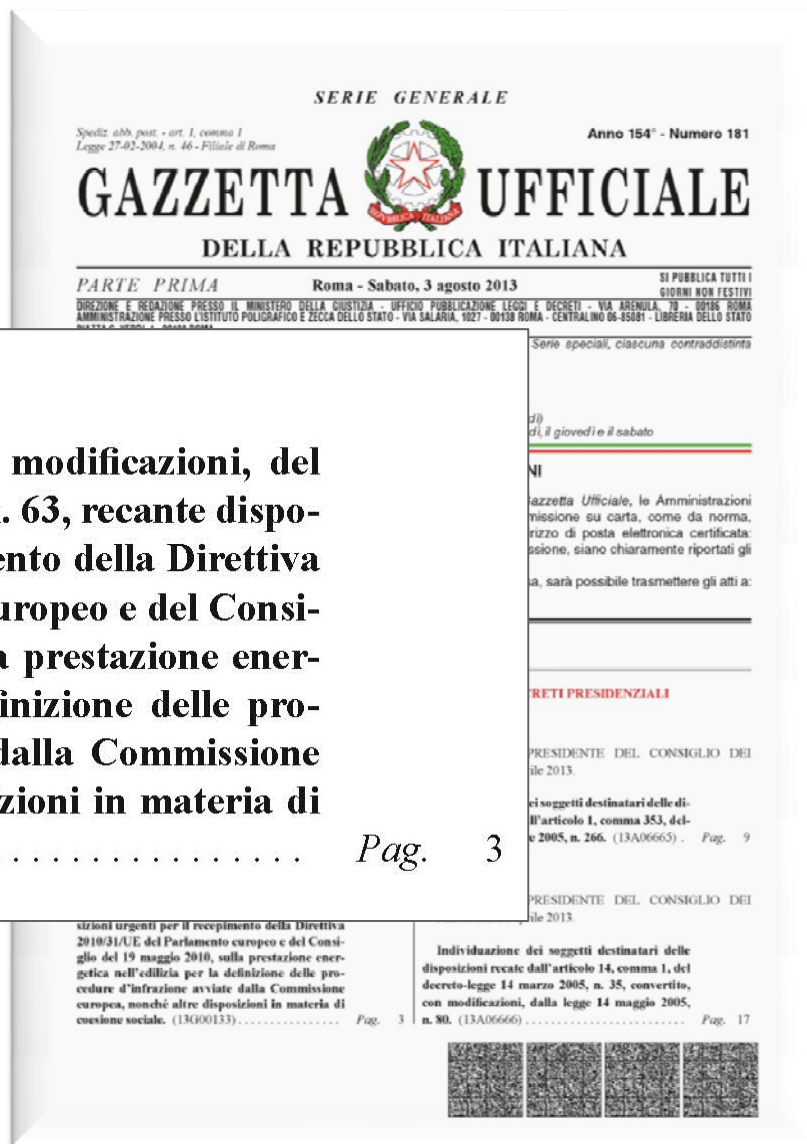 SERIE GENERALE
Spediz. abb. post. - art. 1, comma 1
Legge 27-02-2004, n. 46 - Filiale di Roma
Anno 154° - Numero 181
GAZZETTA UFFICIALE
DELLA REPUBBLICA ITALIANA
PARTE PRIMA
Roma - Sabato, 3 agosto 2013
SI PUBBLICA TUTTI I
GIORNI NON FESTIVI
DIREZIONE E REDAZIONE PRESSO IL MINISTERO DELLA GIUSTIZIA - UFFICIO PUBBLICAZIONE LEGGI E DECRETI - VIA ARENULA, 70 - 00186 ROMA
AMMINISTRAZIONE PRESSO L'ISTITUTO POLIGRAFICO E ZECCA DELLO STATO - VIA SALARIA, 1027 - 00138 ROMA - CENTRALINO 06-85081 - LIBRERIA DELLO STATO
Serie speciali, ciascuna contraddistinta
dì)
dì, il giovedì e il sabato
NI
azzetta Ufficiale, le Amministrazioni
missione su carta, come da norma,
rizzo di posta elettronica certificata:
ssione, siano chiaramente riportati gli
a, sarà possibile trasmettere gli atti a:
modificazioni, del
. 63, recante dispo-
ento della Direttiva
uropeo e del Consi-
a prestazione ener-
inizione delle pro-
dalla Commissione
zioni in materia di
. . . . . . . . . . . . . . . Pag. 3
RETI PRESIDENZIALI
PRESIDENTE DEL CONSIGLIO DEI
ile 2013.
ei soggetti destinatari delle di-
ll'articolo 1, comma 353, del-
e 2005, n. 266. (13A06665) . Pag. 9
PRESIDENTE DEL CONSIGLIO DEI
ile 2013.
sizioni urgenti per il recepimento della Direttiva
2010/31/UE del Parlamento europeo e del Consi-
glio del 19 maggio 2010, sulla prestazione ener-
getica nell'edilizia per la definizione delle pro-
cedure d'infrazione avviate dalla Commissione
europea, nonché altre disposizioni in materia di
coesione sociale. (13G00133) . . . . . . . . . . . . . . . Pag. 3
Individuazione dei soggetti destinatari delle
disposizioni recate dall'articolo 14, comma 1, del
decreto-legge 14 marzo 2005, n. 35, convertito,
con modificazioni, dalla legge 14 maggio 2005,
n. 80. (13A06666) . . . . . . . . . . . . . . . . . . . . . . . Pag. 17